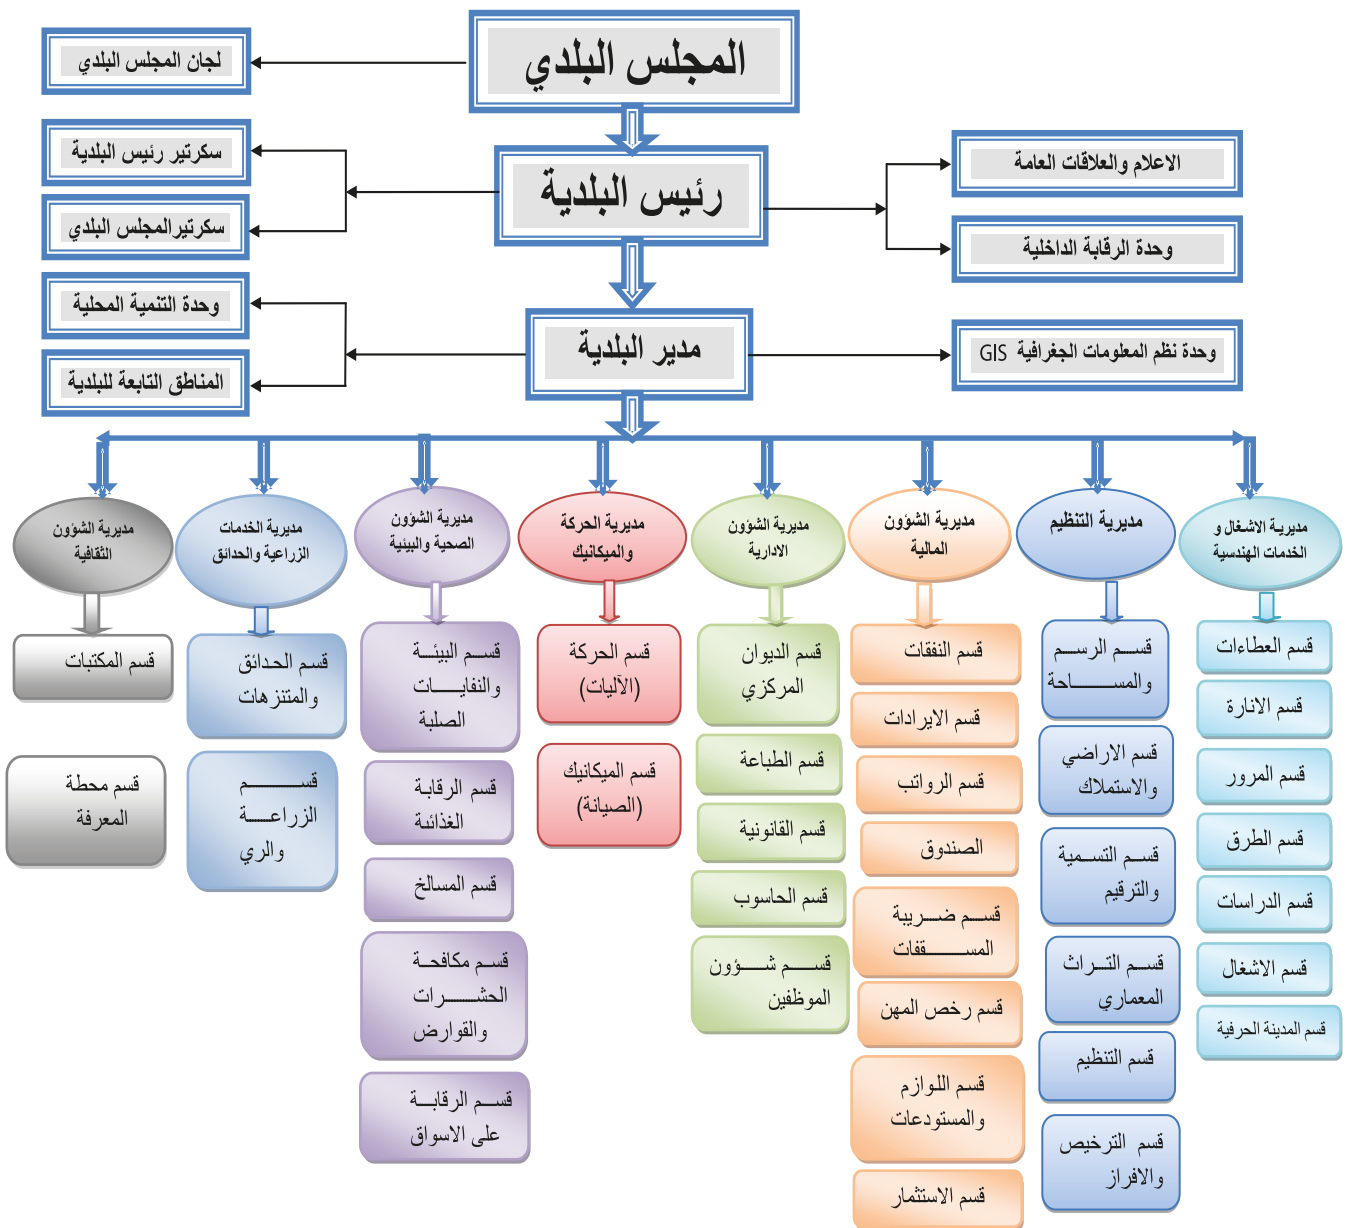 المجلس البلدي
لجان المجلس البلدي
رئيس البلدية
سكرتير رئيس البلدية
سكرتيرالمجلس البلدي
الاعلام والعلاقات العامة
وحدة الرقابة الداخلية
مدير البلدية
وحدة التنمية المحلية
المناطق التابعة للبلدية
وحدة نظم المعلومات الجغرافية GIS
مديرية الاشغال و
الخدمات الهندسية
قسم العطاءات
قسم الانارة
قسم المرور
قسم الطرق
قسم الدراسات
قسم الاشغال
قسم المدينة الحرفية
مديرية التنظيم
قسم الرسم
والمساحة
قسم الاراضي
والاستملاك
قسم التسمية
والترقيم
قسم التراث
المعماري
قسم التنظيم
قسم الترخيص
والافراز
مديرية الشؤون
المالية
قسم النفقات
قسم الايرادات
قسم الرواتب
الصندوق
قسم ضريبة
المسقفات
قسم رخص المهن
قسم اللوازم
والمستودعات
قسم الاستثمار
مديرية الشؤون
الادارية
قسم الديوان
المركزي
قسم الطباعة
قسم القانونية
قسم الحاسوب
قسم شؤون
الموظفين
مديرية الحركة
والميكانيك
قسم الحركة
(الآليات)
قسم الميكانيك
(الصيانة)
مديرية الشؤون
الصحية والبيئية
قسم البيئة
والنفايات
الصلبة
قسم الرقابة
الغذائية
قسم المسالخ
قسم مكافحة
الحشرات
والقوارض
قسم الرقابة
على الاسواق
مديرية الخدمات
الزراعية والحدائق
قسم الحدائق
والمتنزهات
قسم
الزراعة
والري
مديرية الشؤون
الثقافية
قسم المكتبات
قسم محطة
المعرفة